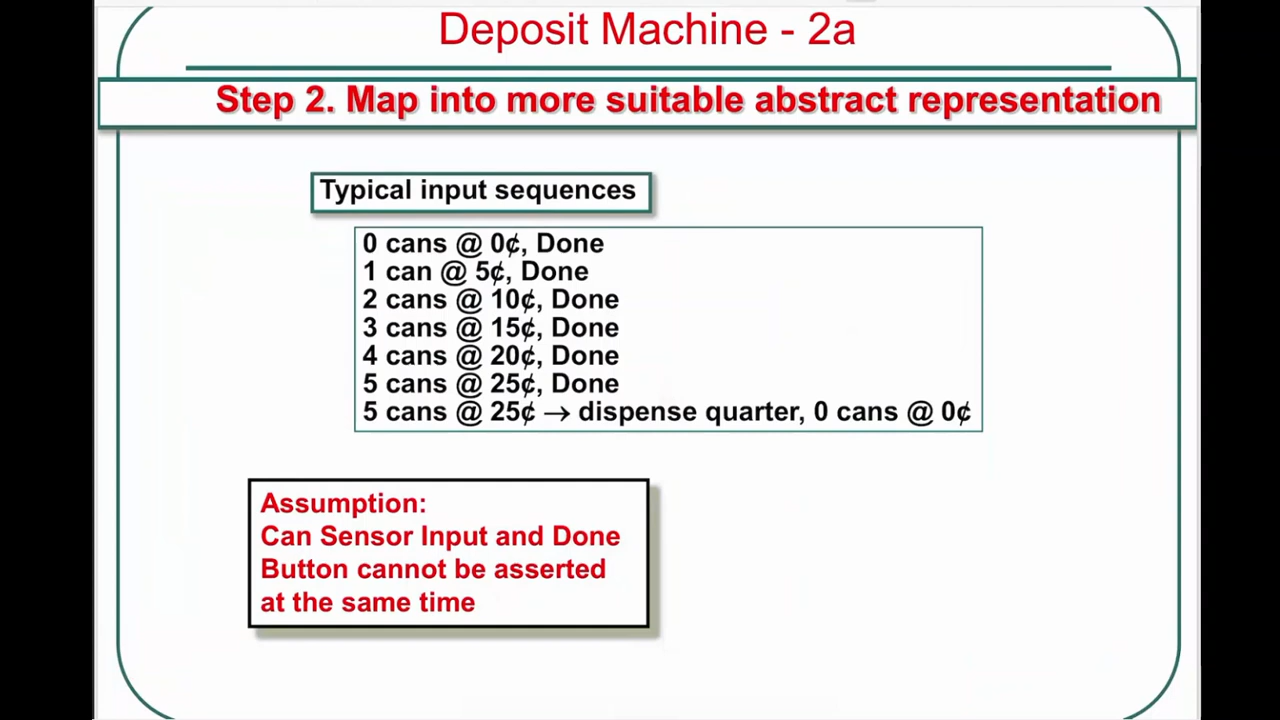 Deposit Machine - 2a
Step 2. Map into more suitable abstract representation
Typical input sequences
0 cans @ 0¢, Done
1 can @ 5¢, Done
2 cans @ 10¢, Done
3 cans @ 15¢, Done
4 cans @ 20¢, Done
5 cans @ 25¢, Done
5 cans @ 25¢ → dispense quarter, 0 cans @ 0¢
Assumption:
Can Sensor Input and Done
Button cannot be asserted
at the same time